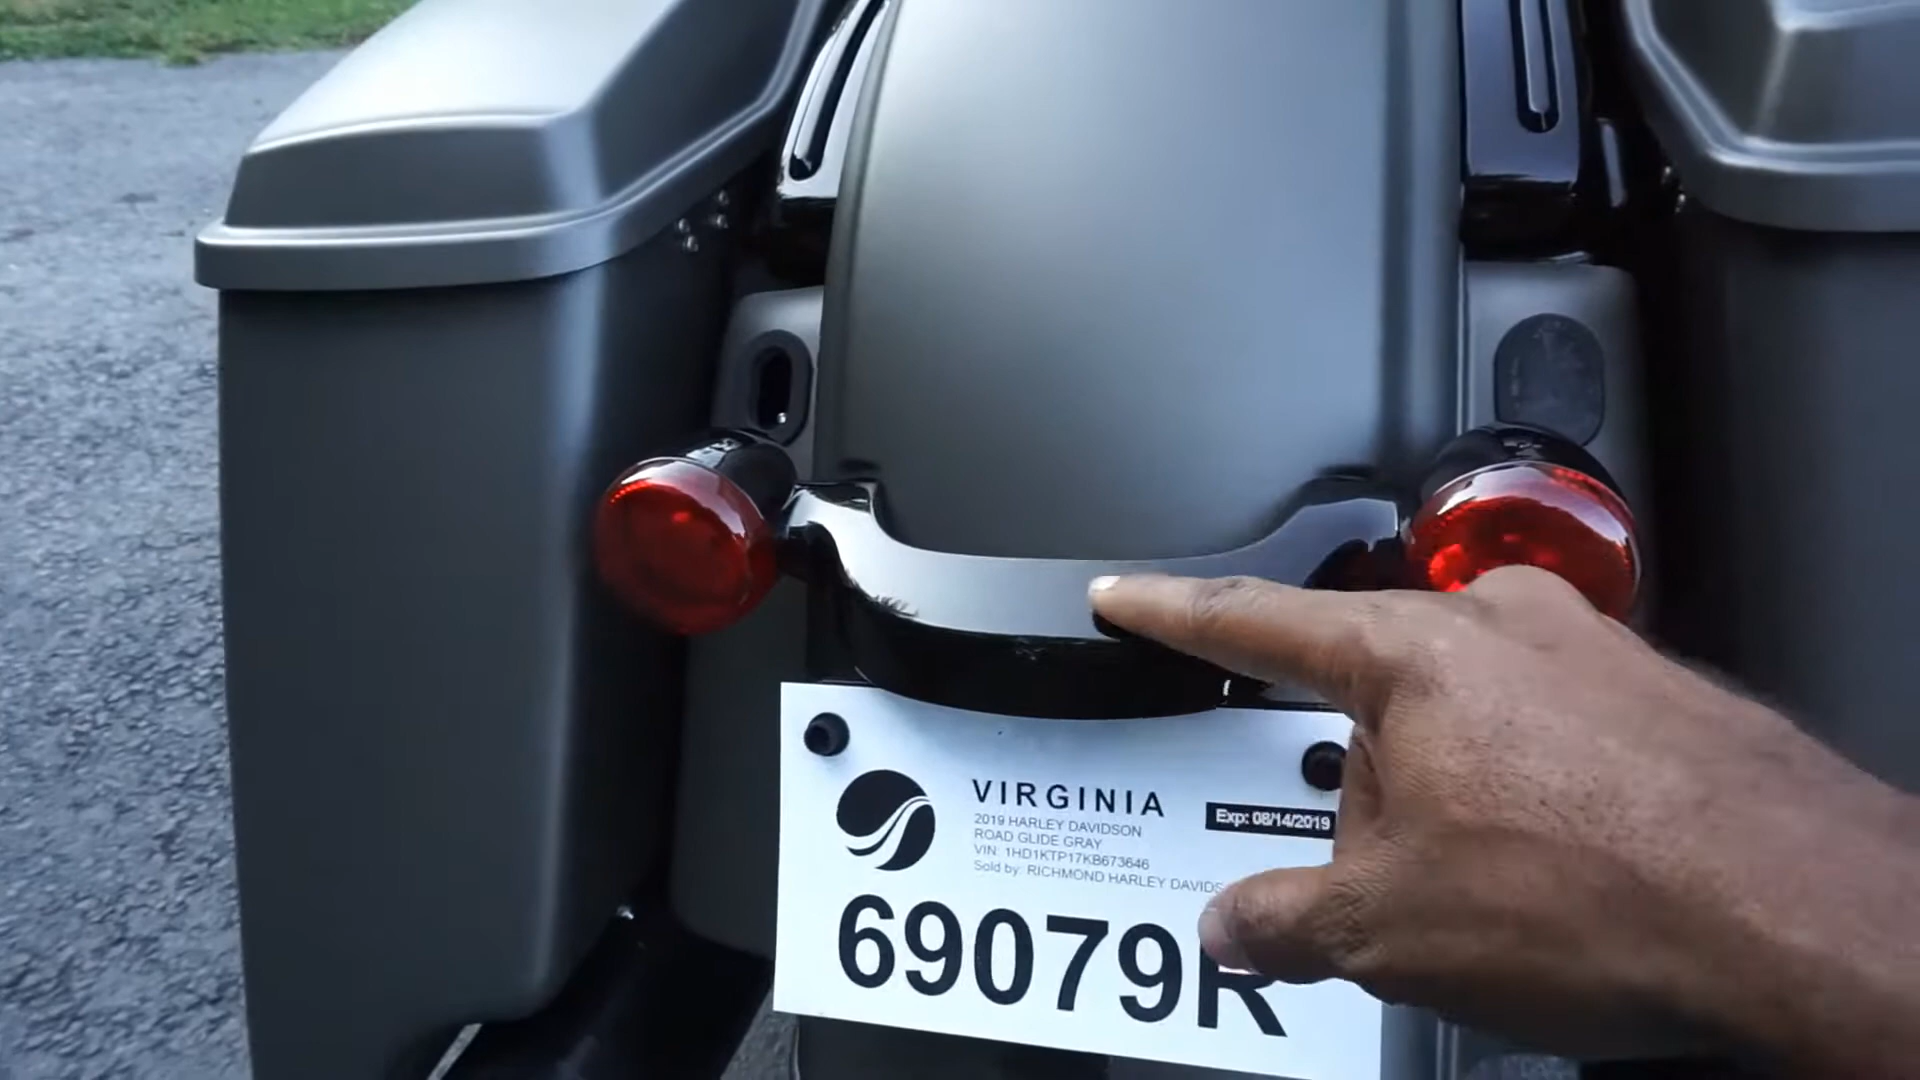 VIRGINIA
Exp: 08/14/2019
2019 HARLEY DAVIDSON
ROAD GLIDE GRAY
VIN: 1HD1KTP17KB673646
Sold by: RICHMOND HARLEY DAVIDS
69079R